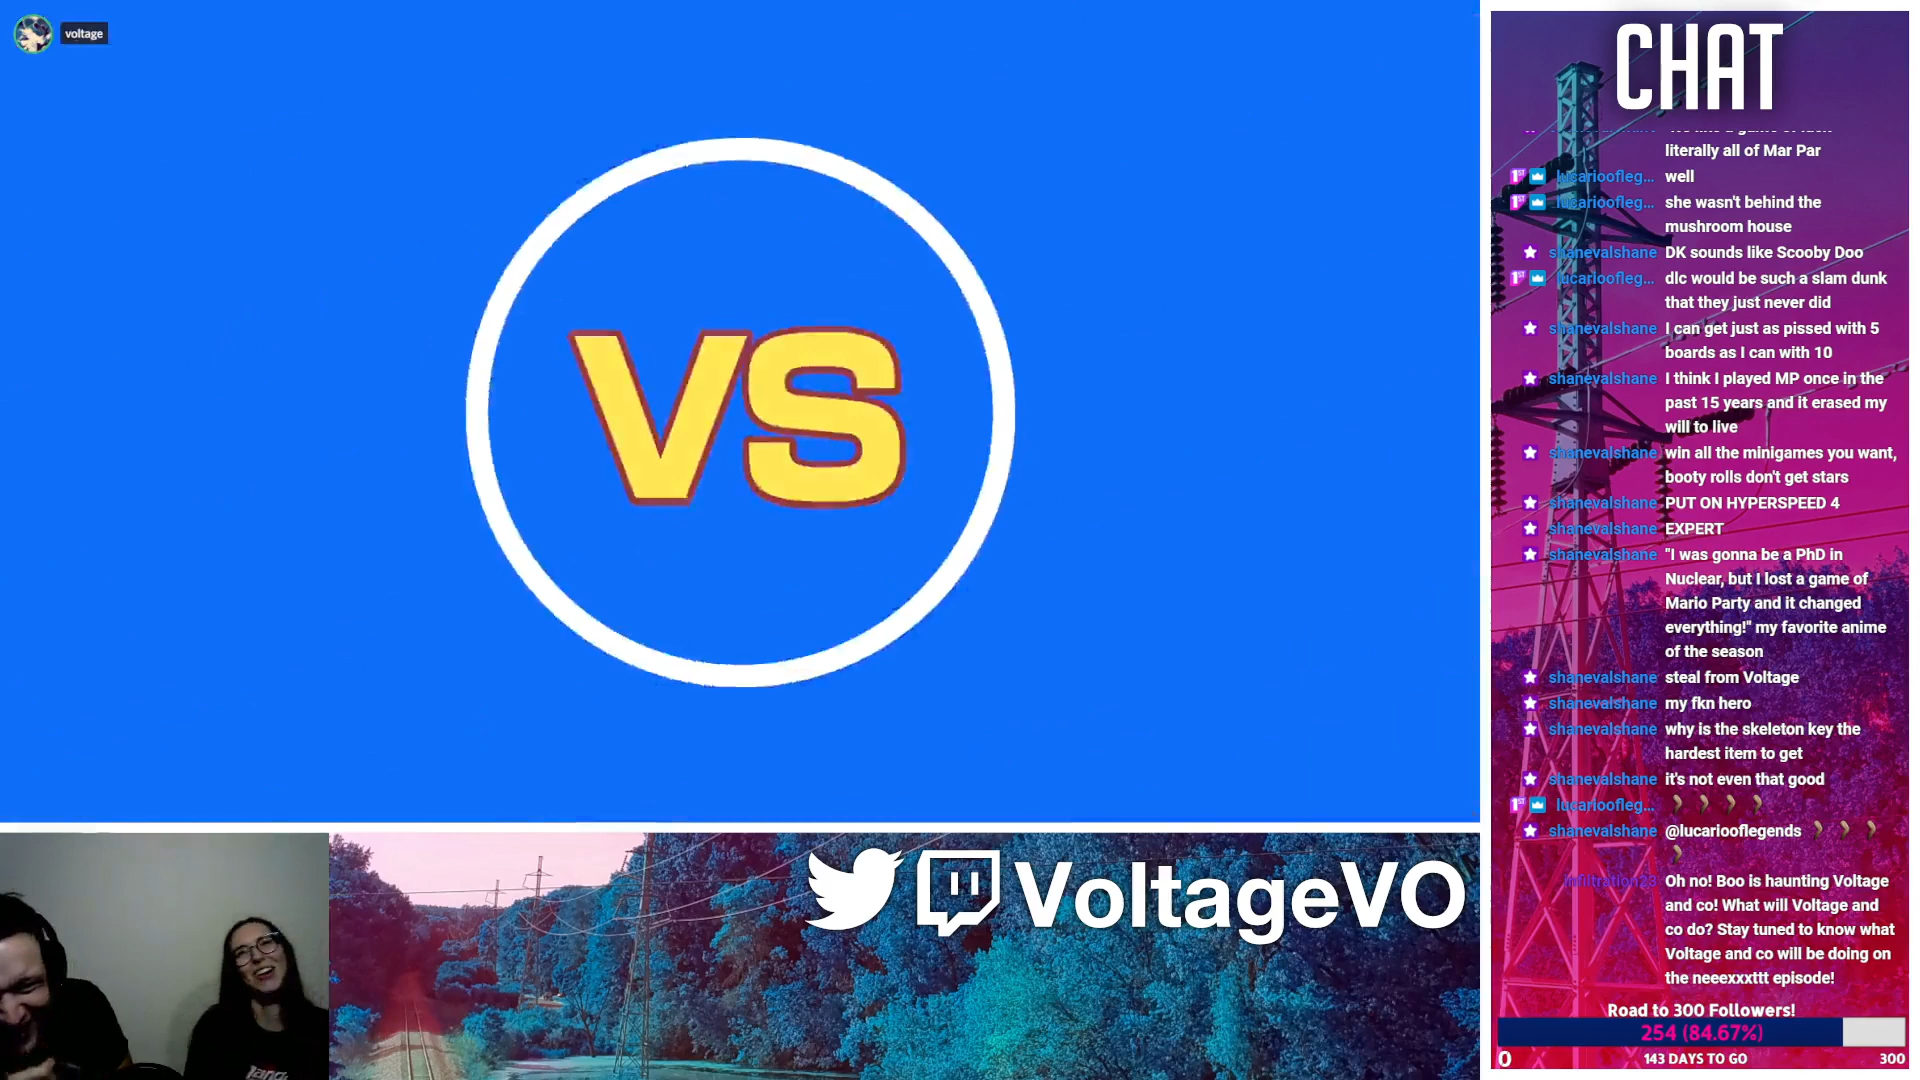 voltage
VS
CHAT
literally all of Mar Par
lucarioofleg... well
lucarioofleg... she wasn't behind the
mushroom house
shanevalshane DK sounds like Scooby Doo
lucarioofleg... dlc would be such a slam dunk
that they just never did
shanevalshane I can get just as pissed with 5
boards as I can with 10
shanevalshane I think I played MP once in the
past 15 years and it erased my
will to live
shanevalshane win all the minigames you want,
booty rolls don't get stars
shanevalshane PUT ON HYPERSPEED 4
shanevalshane EXPERT
shanevalshane "I was gonna be a PhD in
Nuclear, but I lost a game of
Mario Party and it changed
everything!" my favorite anime
of the season
shanevalshane steal from Voltage
shanevalshane my fkn hero
shanevalshane why is the skeleton key the
hardest item to get
shanevalshane it's not even that good
lucarioofleg...
shanevalshane @lucariooflegends
Infiltration23 Oh no! Boo is haunting Voltage
and co! What will Voltage and
co do? Stay tuned to know what
Voltage and co will be doing on
the neeexxxttt episode!
Road to 300 Followers!
254 (84.67%)
0 143 DAYS TO GO 300
VoltageVO